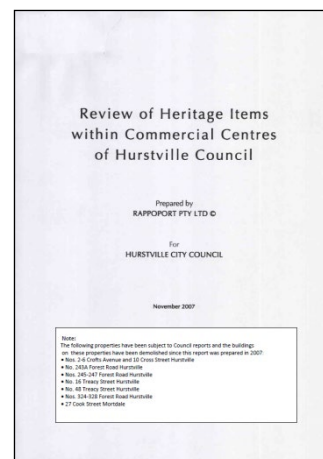 Review of Heritage Items
within Commercial Centres
of Hurstville Council
Prepared by
RAPPOPORT PTY LTD ©
For
HURSTVILLE CITY COUNCIL
November 2007
Note:
The following properties have been subject to Council reports and the buildings
on these properties have been demolished since this report was prepared in 2007:
• Nos. 2-6 Crofts Avenue and 10 Cross Street Hurstville
• No. 243A Forest Road Hurstville
• Nos. 245-247 Forest Road Hurstville
• No. 16 Treacy Street Hurstville
• No. 48 Treacy Street Hurstville
• Nos. 324-328 Forest Road Hurstville
• 27 Cook Street Mortdale